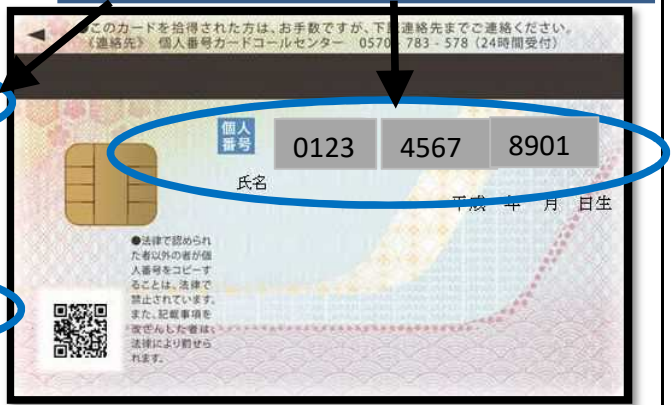 ●このカードを拾得された方は、お手数ですが、下記連絡先までご連絡ください。
《連絡先》 個人番号カードコールセンター 0570-783-578（24時間受付）
個人
番号
0123 4567 8901
氏名
平成 年 月 日生
●法律で認められ
た者以外の者が個
人番号をコピーす
ることは、法律で
禁止されています。
また、記載事項を
改ざんした者は、
法律により罰せら
れます。